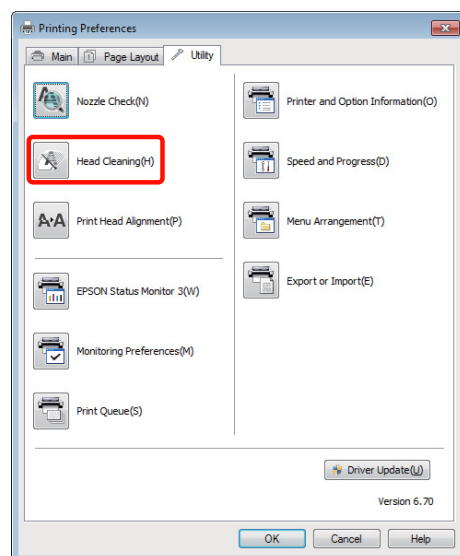 Printing Preferences
Main
Page Layout
Utility
Nozzle Check(N)
Head Cleaning(H)
A A Print Head Alignment(P)
EPSON Status Monitor 3(W)
Monitoring Preferences(M)
Print Queue(S)
Printer and Option Information(O)
Speed and Progress(D)
Menu Arrangement(T)
Export or Import(E)
Driver Update(U)
Version 6.70
OK
Cancel
Help